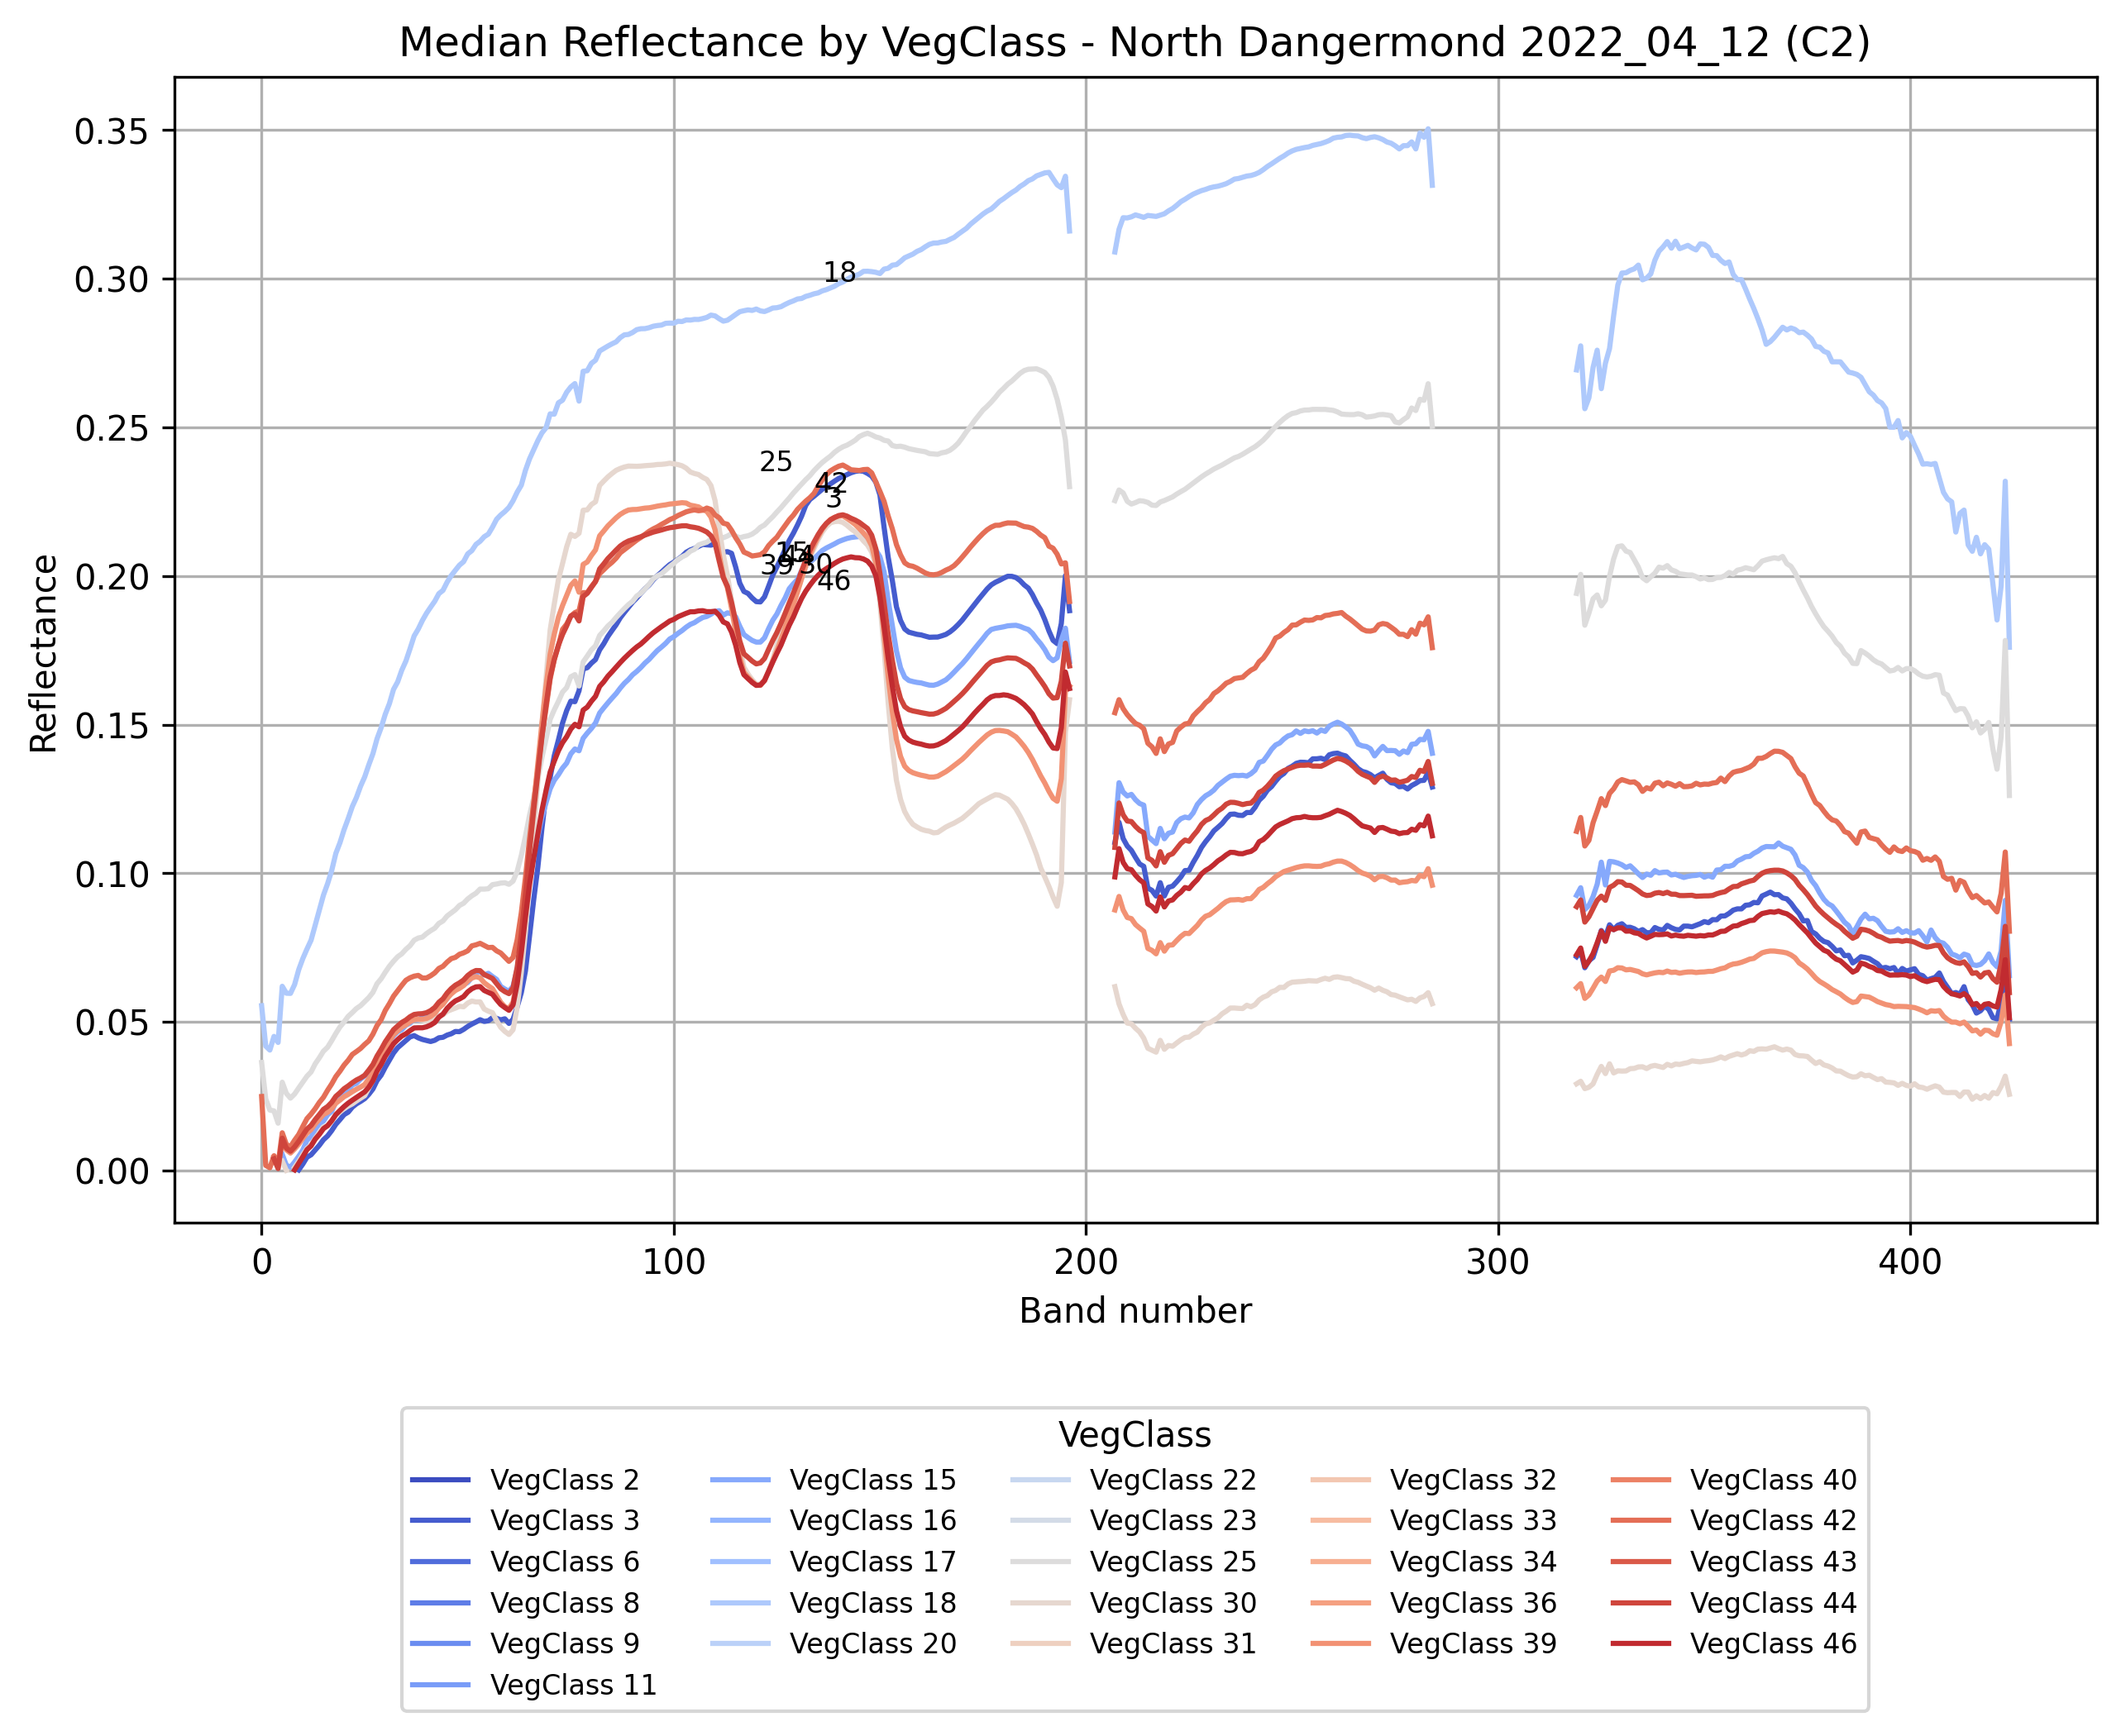 Median Reflectance by VegClass - North Dangermond 2022_04_12 (C2)
Reflectance
0.35
0.30
0.25
0.20
0.15
0.10
0.05
0.00
18
25
42
3
15
44
39
30
46
0
100
200
300
400
Band number
VegClass
VegClass 2
VegClass 3
VegClass 6
VegClass 8
VegClass 9
VegClass 11
VegClass 15
VegClass 16
VegClass 17
VegClass 18
VegClass 20
VegClass 22
VegClass 23
VegClass 25
VegClass 30
VegClass 31
VegClass 32
VegClass 33
VegClass 34
VegClass 36
VegClass 39
VegClass 40
VegClass 42
VegClass 43
VegClass 44
VegClass 46